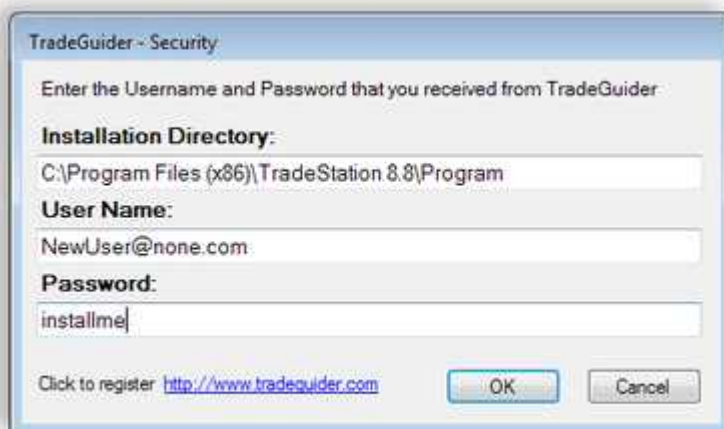 TradeGuider - Security
Enter the Username and Password that you received from TradeGuider
Installation Directory:
C:\Program Files (x86)\TradeStation 8.8\Program
User Name:
NewUser@none.com
Password:
installme
Click to register http://www.tradeguider.com OK Cancel